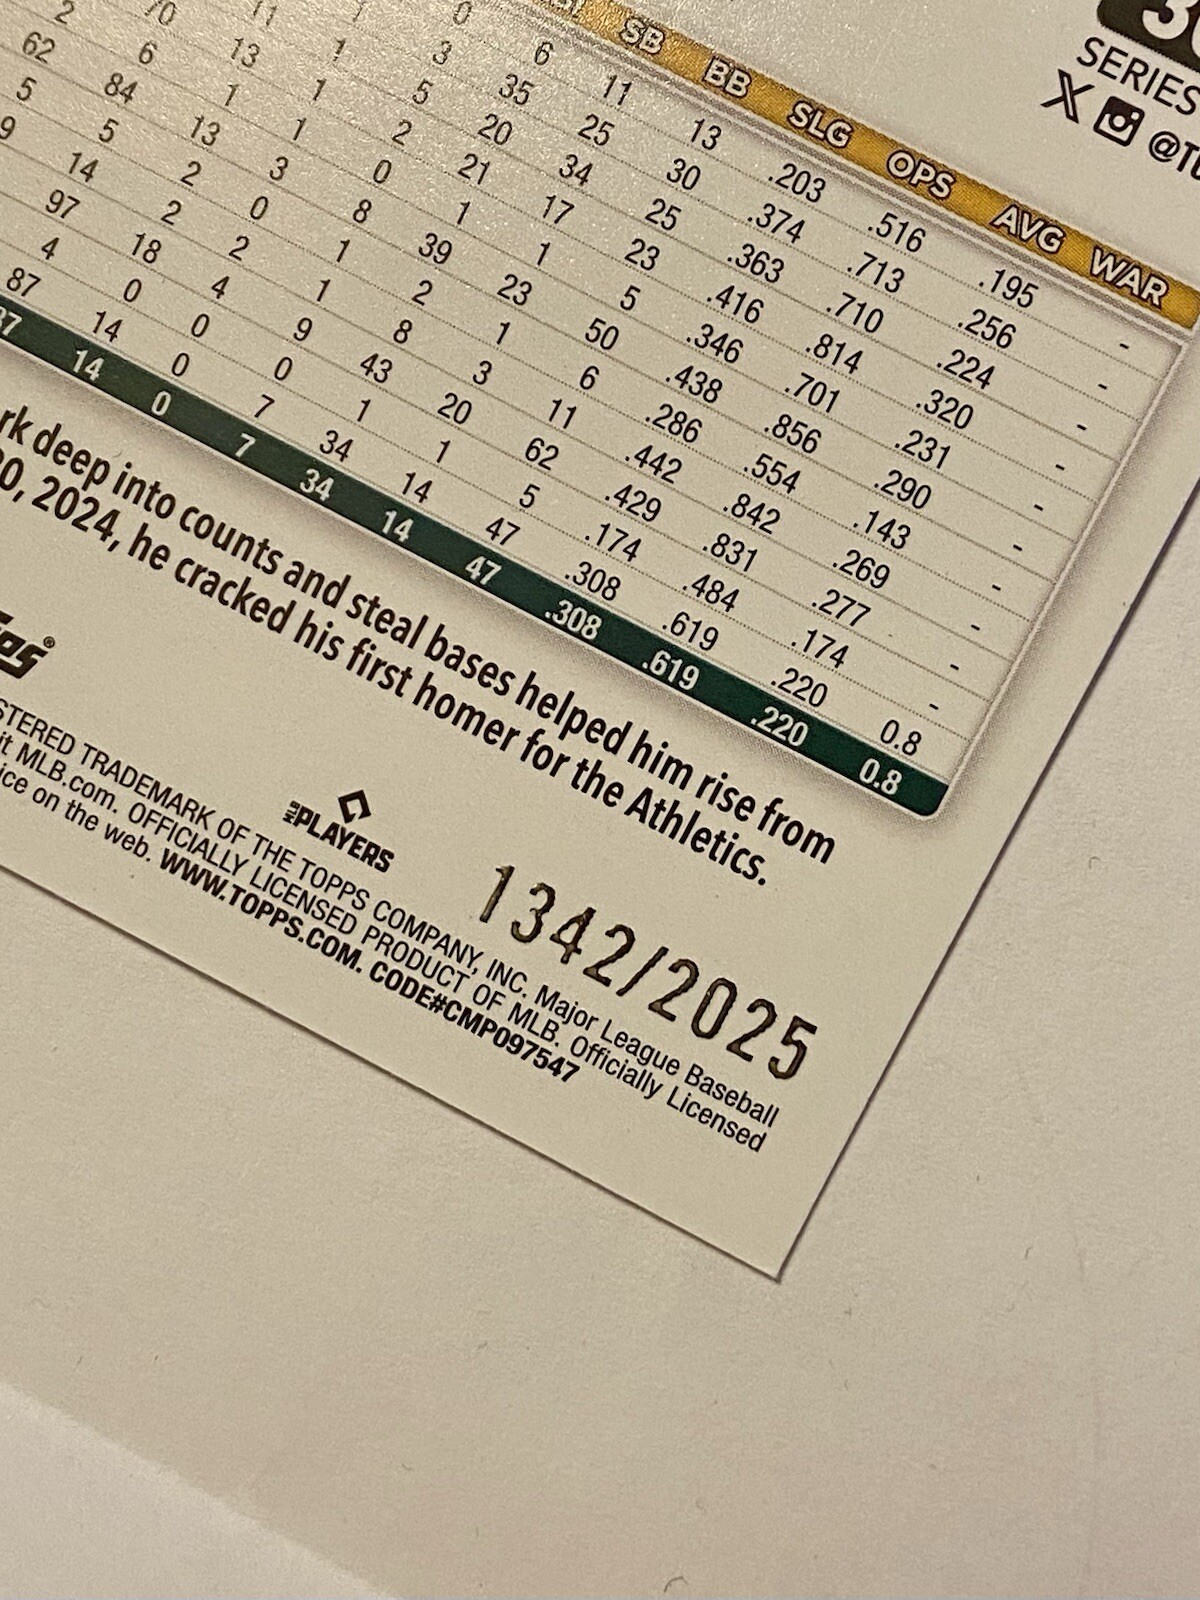 30
SERIES
SB BB SLG OPS AVG WAR
0 6 11 13 .203 .516 .195 -
1 3 35 25 30 .374 .713 .256 -
11 1 5 20 34 25 .363 .710 .224 -
70 13 1 2 21 17 23 .416 .814 .320 -
2 6 1 1 0 1 1 5 .346 .701 .231 -
62 84 13 3 8 39 23 50 .438 .856 .290 -
5 5 2 0 1 2 1 6 .286 .554 .143 -
9 14 2 2 1 8 3 11 .442 .842 .269 -
97 18 4 9 43 20 62 .429 .831 .277 -
4 0 0 0 1 1 5 .174 .484 .174 -
87 14 0 7 34 14 47 .308 .619 .220 0.8
14 0 7 34 14 47 .308 .619 .220 0.8
deep into counts and steal bases helped him rise from
2024, he cracked his first homer for the Athletics.
MLB PLAYERS
1342/2025
TRADEMARK OF THE TOPPS COMPANY, INC. Major League Baseball
MLB.com. OFFICIALLY LICENSED PRODUCT OF MLB. Officially Licensed
on the web. WWW.TOPPS.COM. CODE#CMP097547